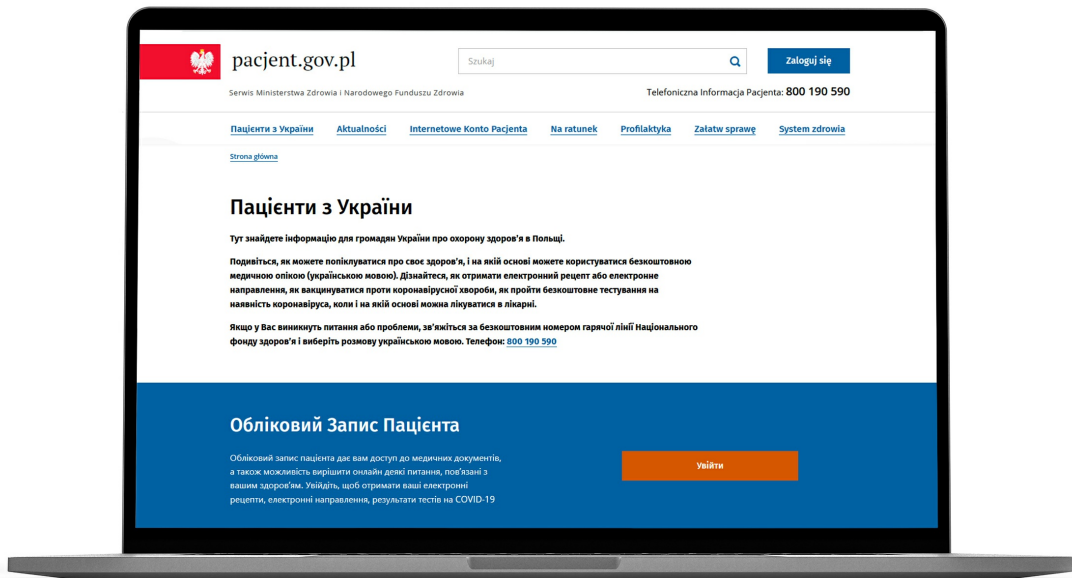 pacjent.gov.pl
Szukaj
Zaloguj się
Serwis Ministerstwa Zdrowia i Narodowego Funduszu Zdrowia
Telefoniczna Informacja Pacjenta: 800 190 590
Пацієнти з України Aktualności Internetowe Konto Pacjenta Na ratunek Profilaktyka Załatw sprawę System zdrowia
Strona główna
Пацієнти з України
Тут знайдете інформацію для громадян України про охорону здоров'я в Польщі.
Подивіться, як можете попіклуватися про своє здоров'я, і на якій основі можете користуватися безкоштовною
медичною опікою (українською мовою). Дізнайтеся, як отримати електронний рецепт або електронне
направлення, як вакцинуватися проти коронавірусної хвороби, як пройти безкоштовне тестування на
наявність коронавіруса, коли і на якій основі можна лікуватися в лікарні.
Якщо у Вас виникнуть питання або проблеми, зв'яжіться за безкоштовним номером гарячої лінії Національного
фонду здоров'я і виберіть розмову українською мовою. Телефон: 800 190 590
Обліковий Запис Пацієнта
Обліковий запис пацієнта дає вам доступ до медичних документів,
а також можливість вирішити онлайн деякі питання, пов'язані з
вашим здоров'ям. Увійдіть, щоб отримати ваші електронні
рецепти, електронні направлення, результати тестів на COVID-19
Увійти